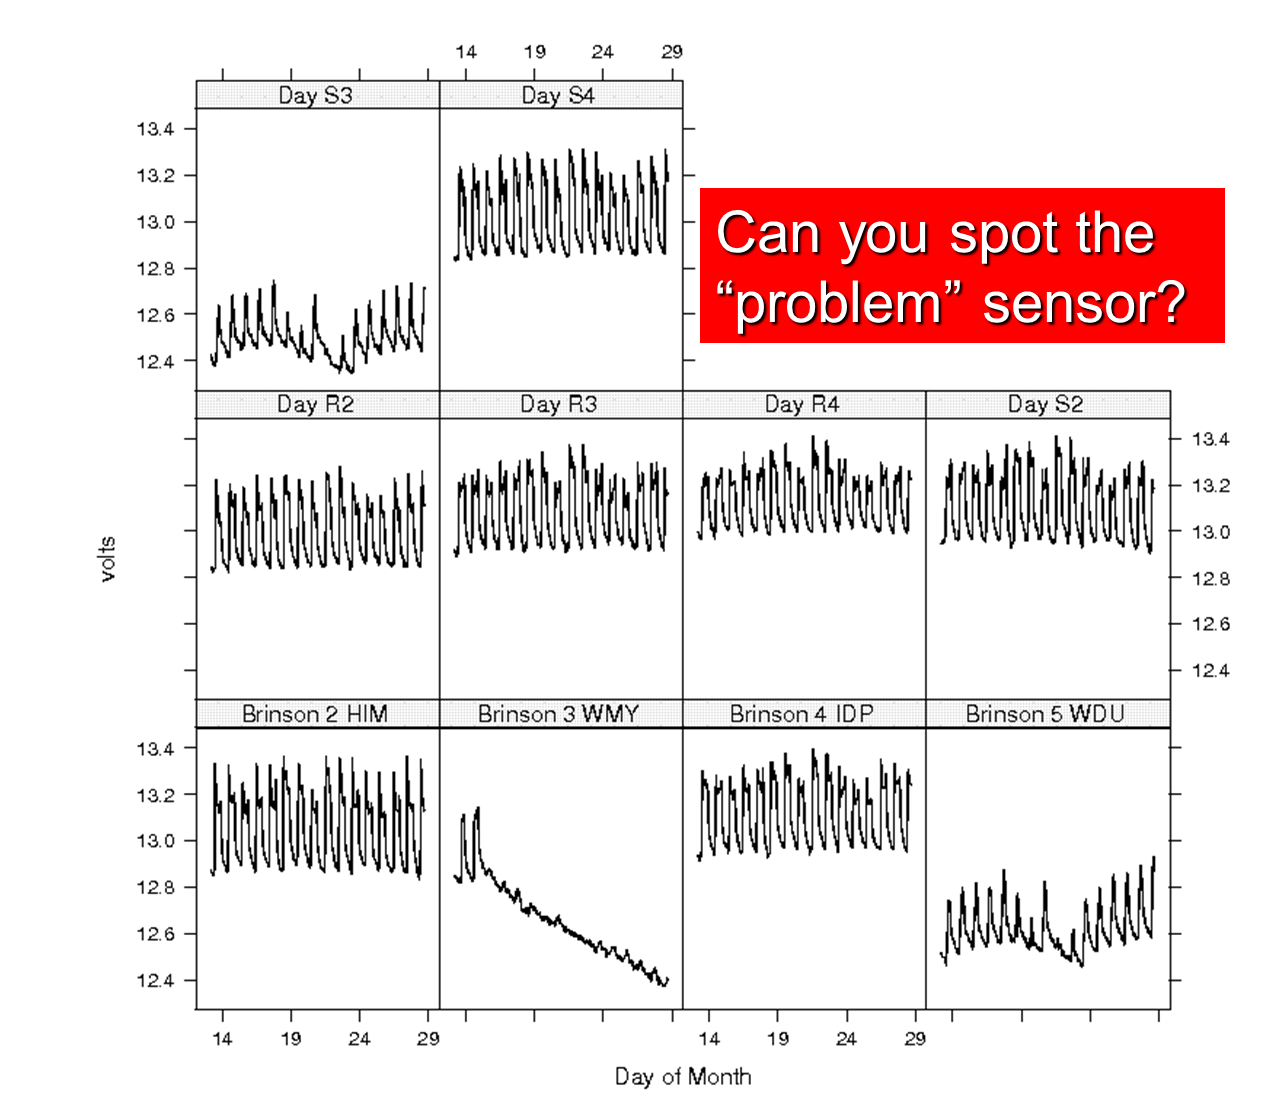 14 19 24 29
Day S3 Day S4
13.4
13.2
13.0
12.8
12.6
12.4
Can you spot the
“problem” sensor?
Day R2 Day R3 Day R4 Day S2
13.4
13.2
13.0
12.8
12.6
12.4
volts
Brinson 2 HIM Brinson 3 WMY Brinson 4 IDP Brinson 5 WDU
13.4
13.2
13.0
12.8
12.6
12.4
14 19 24 29 14 19 24 29
Day of Month